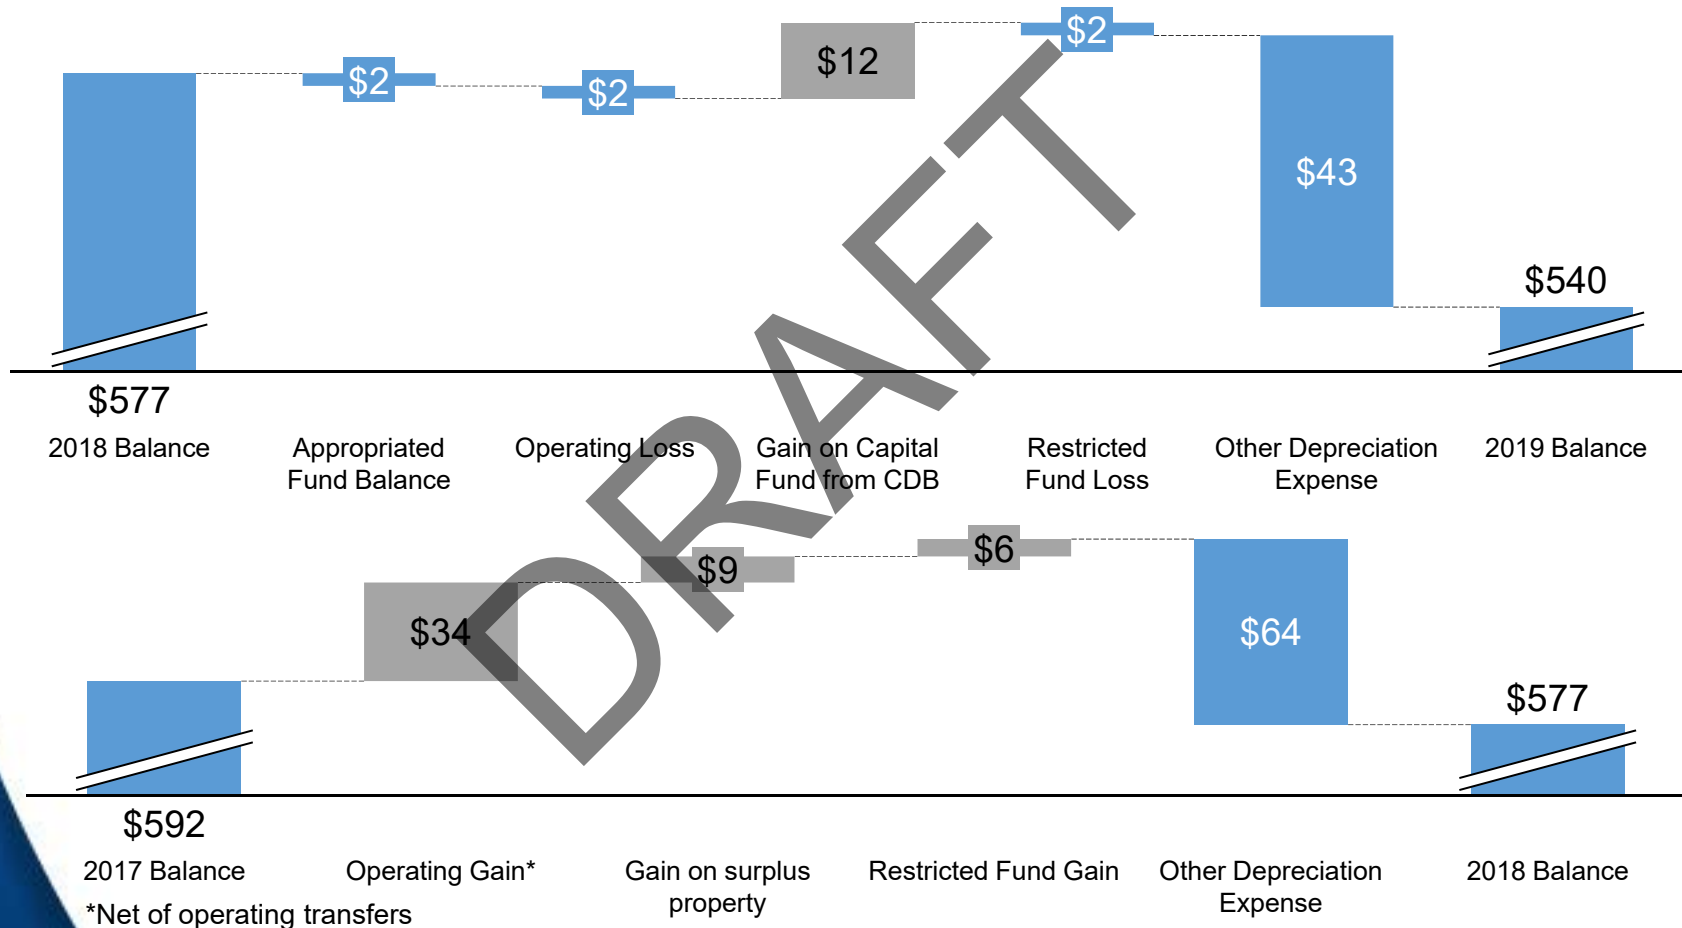 $2
$2
$2
$12
$43
$540
$577
2018 Balance
Appropriated
Fund Balance
Operating Loss
Gain on Capital
Fund from CDB
Restricted
Fund Loss
Other Depreciation
Expense
2019 Balance
DRAFT
$34
$9
$6
$64
$577
$592
2017 Balance
Operating Gain*
Gain on surplus
property
Restricted Fund Gain
Other Depreciation
Expense
2018 Balance
*Net of operating transfers